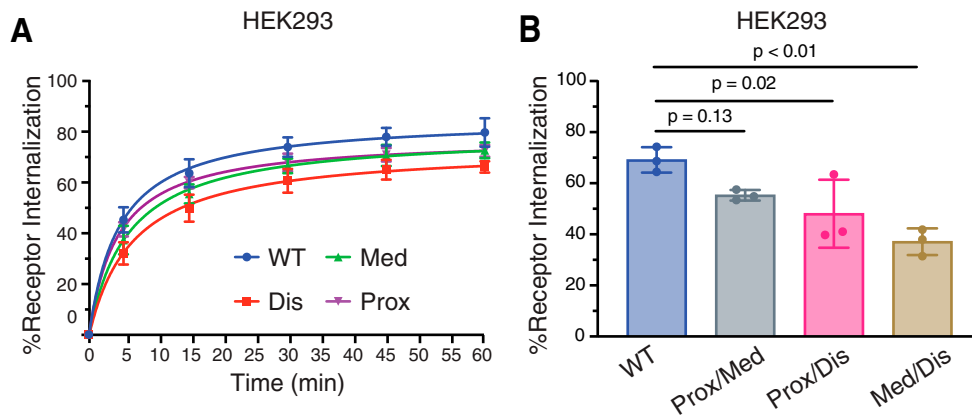 A
HEK293
%Receptor Internalization
100
80
60
40
20
0
0
5
10
15
20
25
30
35
40
45
50
55
60
Time (min)
WT
Med
Dis
Prox
B
HEK293
p < 0.01
p = 0.02
p = 0.13
%Receptor Internalization
100
80
60
40
20
0
WT
Prox/Med
Prox/Dis
Med/Dis